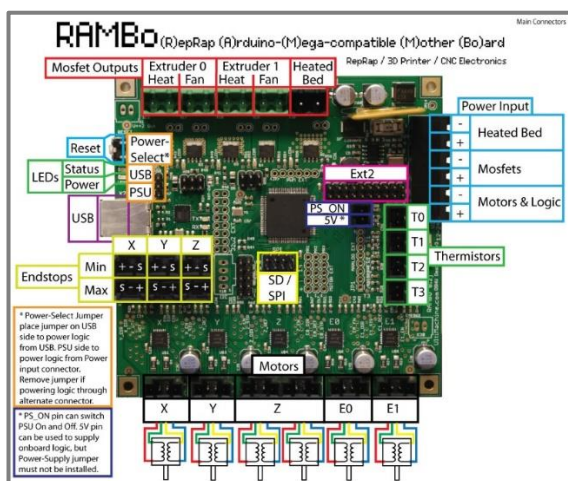 Main Connectors
RAMBo (R)epRap (A)rduino-(M)ega-compatible (M)other (Bo)ard
RepRap / 3D Printer / CNC Electronics
Mosfet Outputs
Extruder 0
Heat Fan
Extruder 1
Heat Fan
Heated
Bed
Power Input
- Heated Bed
+
- Mosfets
+
- Motors & Logic
+
Reset
Power-
Select*
LEDs
Status
Power
USB
PSU
USB
Ext2
PS_ON
5V *
T0
T1
T2
T3
Thermistors
X Y Z
Endstops
Min
+ - S + - S + - S
Max
S - + S - + S - +
SD /
SPI
* Power-Select Jumper
place jumper on USB
side to power logic
from USB. PSU side to
power logic from Power
input connector.
Remove jumper if
powering logic through
alternate connector.
* PS_ON pin can switch
PSU On and Off. 5V pin
can be used to supply
onboard logic, but
Power-Supply jumper
must not be installed.
Motors
X Y Z E0 E1